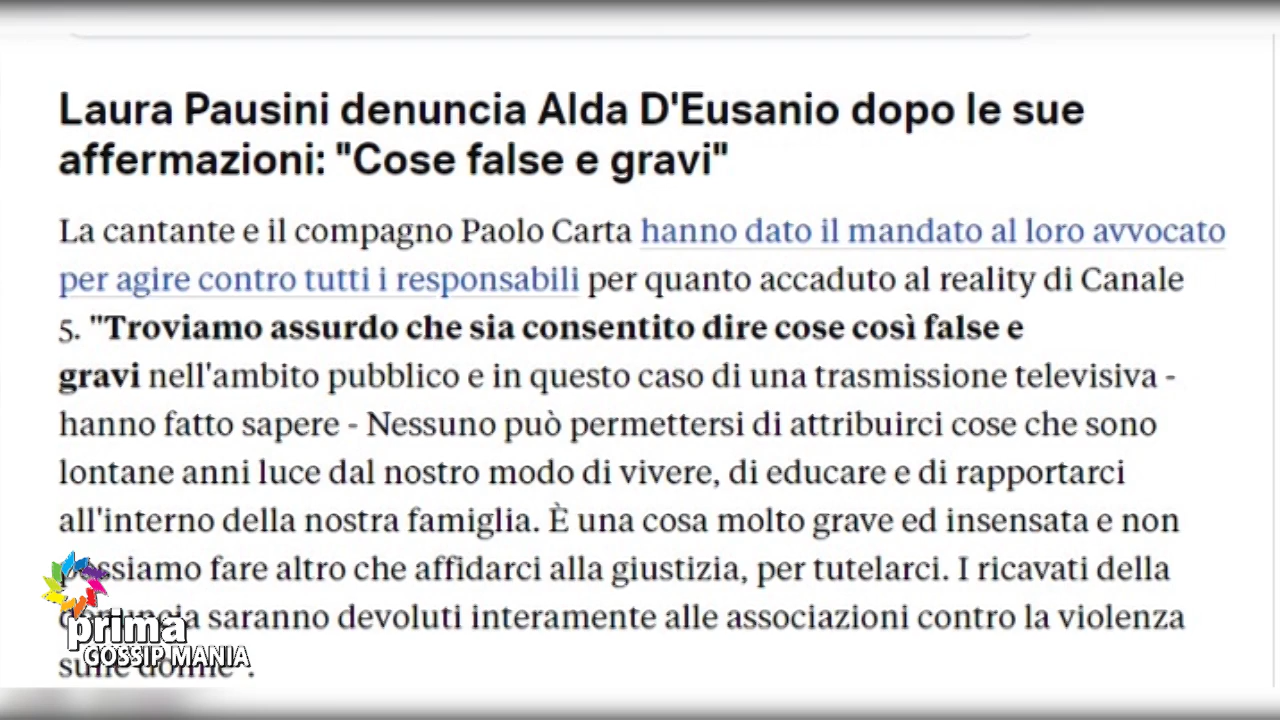 Laura Pausini denuncia Alda D'Eusanio dopo le sue
affermazioni: "Cose false e gravi"
La cantante e il compagno Paolo Carta hanno dato il mandato al loro avvocato
per agire contro tutti i responsabili per quanto accaduto al reality di Canale
5. "Troviamo assurdo che sia consentito dire cose così false e
gravi nell'ambito pubblico e in questo caso di una trasmissione televisiva -
hanno fatto sapere - Nessuno può permettersi di attribuirci cose che sono
lontane anni luce dal nostro modo di vivere, di educare e di rapportarci
all'interno della nostra famiglia. È una cosa molto grave ed insensata e non
possiamo fare altro che affidarci alla giustizia, per tutelarci. I ricavati della
denuncia saranno devoluti interamente alle associazioni contro la violenza
sulle donne".
prima
GOSSIP MANIA